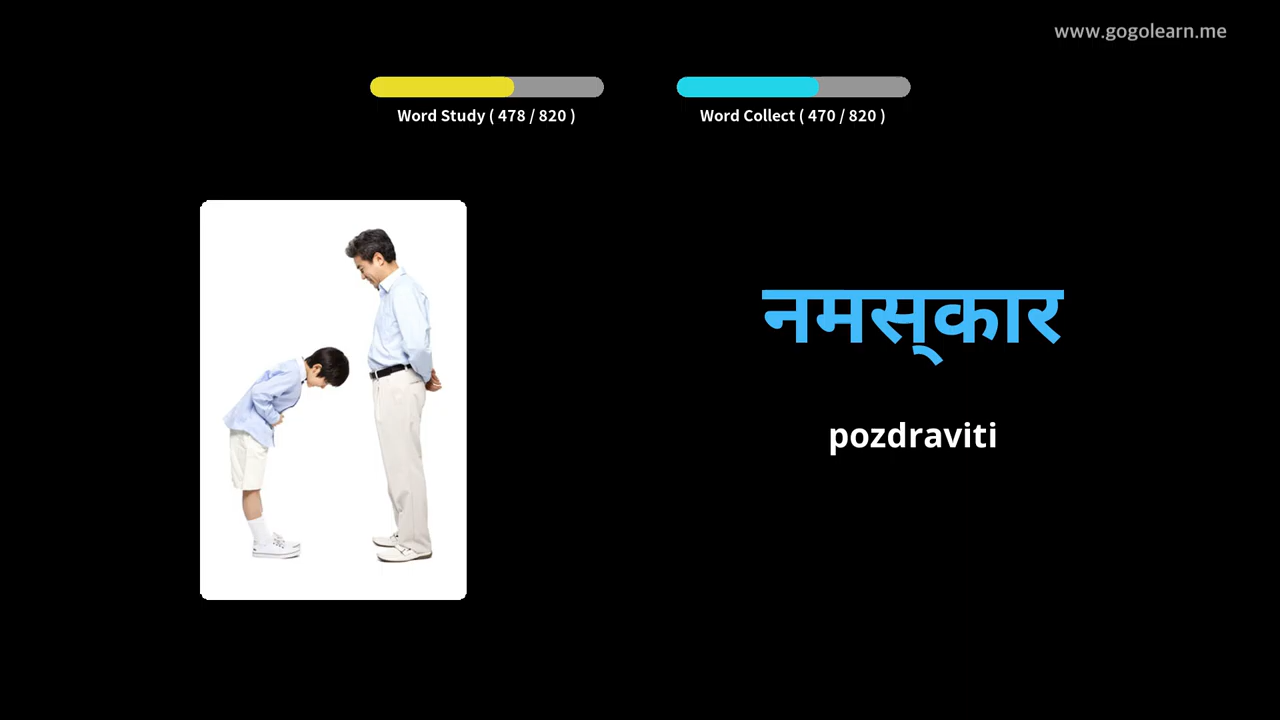 www.gogolearn.me
Word Study ( 478 / 820 )
Word Collect ( 470 / 820 )
नमस्‌कार
pozdraviti